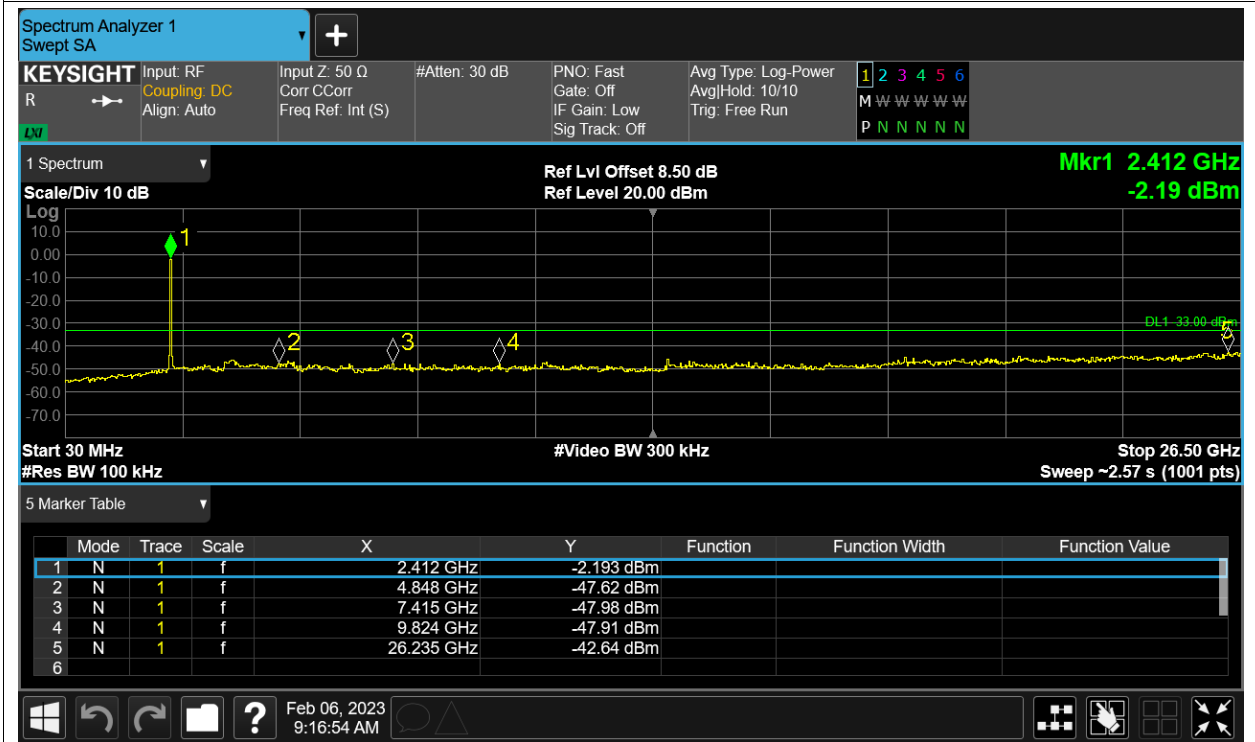 Spectrum Analyzer 1
Swept SA
+
KEYSIGHT Input: RF Input Z: 50 Ω #Atten: 30 dB PNO: Fast Avg Type: Log-Power 1 2 3 4 5 6
R Coupling: DC Corr CCorr Gate: Off Avg|Hold: 10/10 M W W W W W
Align: Auto Freq Ref: Int (S) IF Gain: Low Trig: Free Run
LXI Sig Track: Off P N N N N N
1 Spectrum Ref Lvl Offset 8.50 dB Mkr1 2.412 GHz
Scale/Div 10 dB Ref Level 20.00 dBm -2.19 dBm
Log
10.0
1
0.00
-10.0
-20.0
-30.0
DL1 -33.00 dBm
-40.0
2 3 4 5
-50.0
-60.0
-70.0
Start 30 MHz #Video BW 300 kHz Stop 26.50 GHz
#Res BW 100 kHz Sweep ~2.57 s (1001 pts)
5 Marker Table
Mode Trace Scale X Y Function Function Width Function Value
1 N 1 f 2.412 GHz -2.193 dBm
2 N 1 f 4.848 GHz -47.62 dBm
3 N 1 f 7.415 GHz -47.98 dBm
4 N 1 f 9.824 GHz -47.91 dBm
5 N 1 f 26.235 GHz -42.64 dBm
6
? Feb 06, 2023
9:16:54 AM